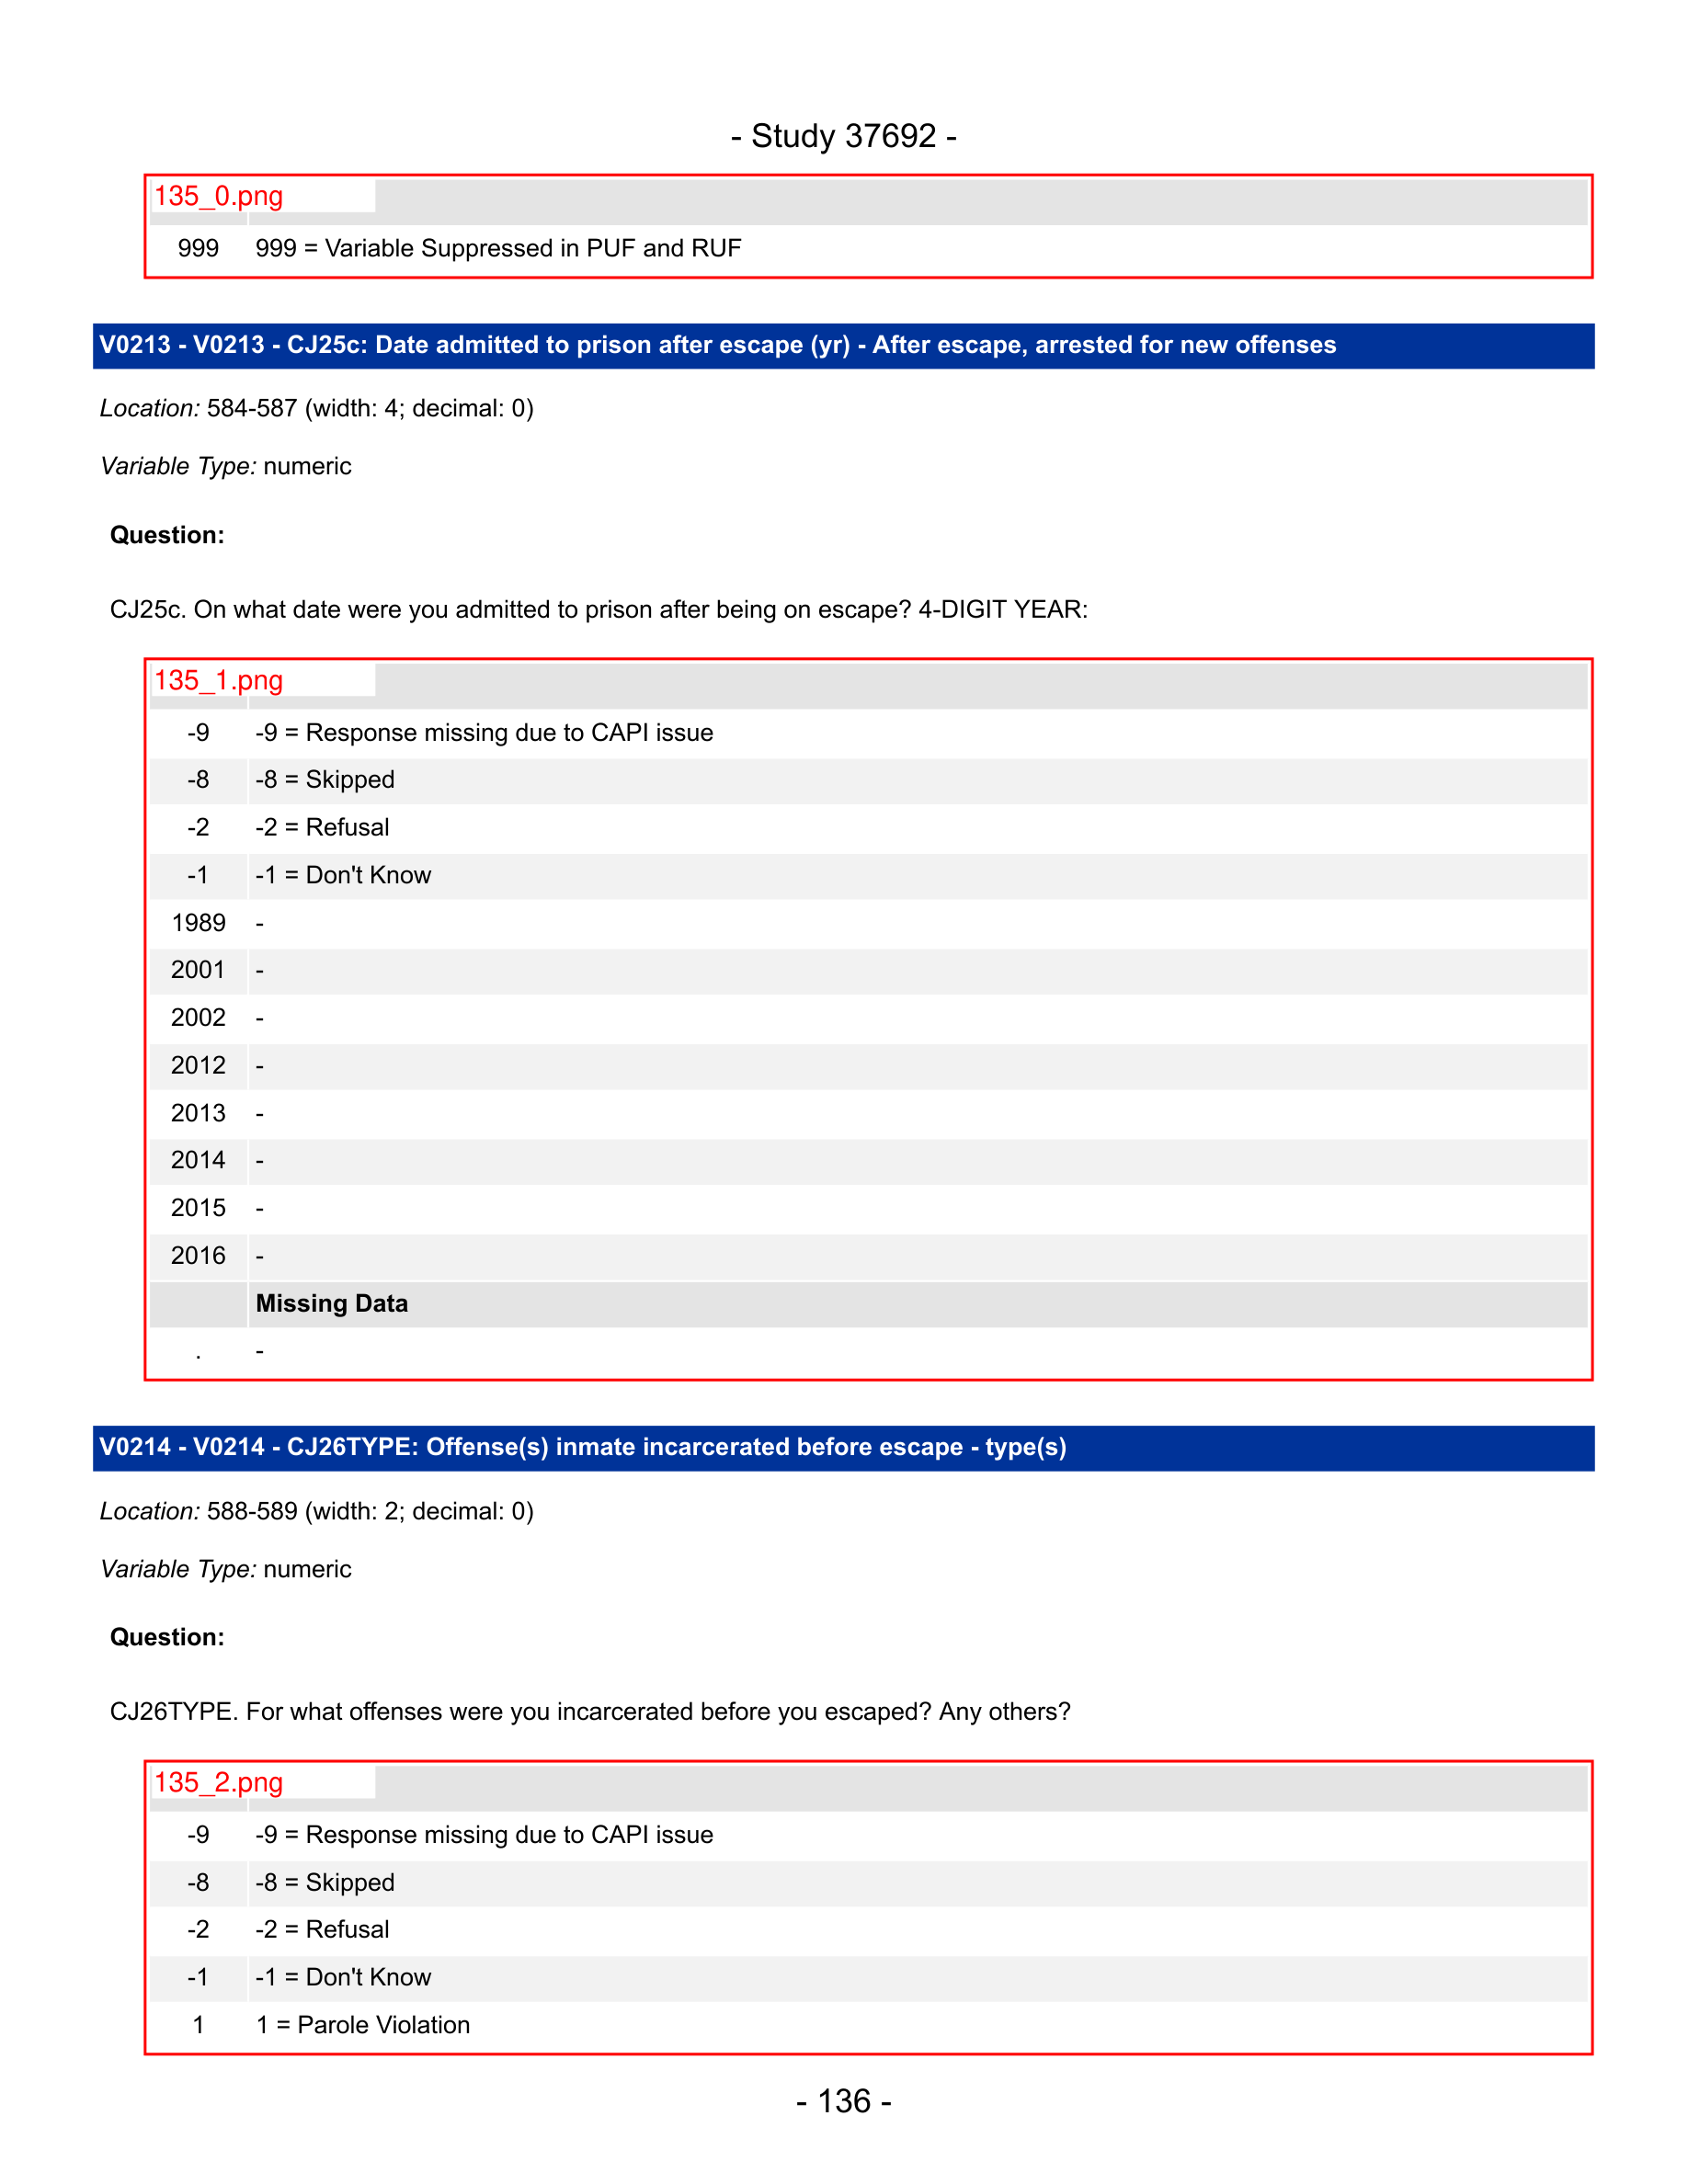 - Study 37692 -
135_0.png
999 999 = Variable Suppressed in PUF and RUF
V0213 - V0213 - CJ25c: Date admitted to prison after escape (yr) - After escape, arrested for new offenses
Location: 584-587 (width: 4; decimal: 0)
Variable Type: numeric
Question:
CJ25c. On what date were you admitted to prison after being on escape? 4-DIGIT YEAR:
135_1.png
-9 -9 = Response missing due to CAPI issue
-8 -8 = Skipped
-2 -2 = Refusal
-1 -1 = Don't Know
1989 -
2001 -
2002 -
2012 -
2013 -
2014 -
2015 -
2016 -
Missing Data
. -
V0214 - V0214 - CJ26TYPE: Offense(s) inmate incarcerated before escape - type(s)
Location: 588-589 (width: 2; decimal: 0)
Variable Type: numeric
Question:
CJ26TYPE. For what offenses were you incarcerated before you escaped? Any others?
135_2.png
-9 -9 = Response missing due to CAPI issue
-8 -8 = Skipped
-2 -2 = Refusal
-1 -1 = Don't Know
1 1 = Parole Violation
- 136 -